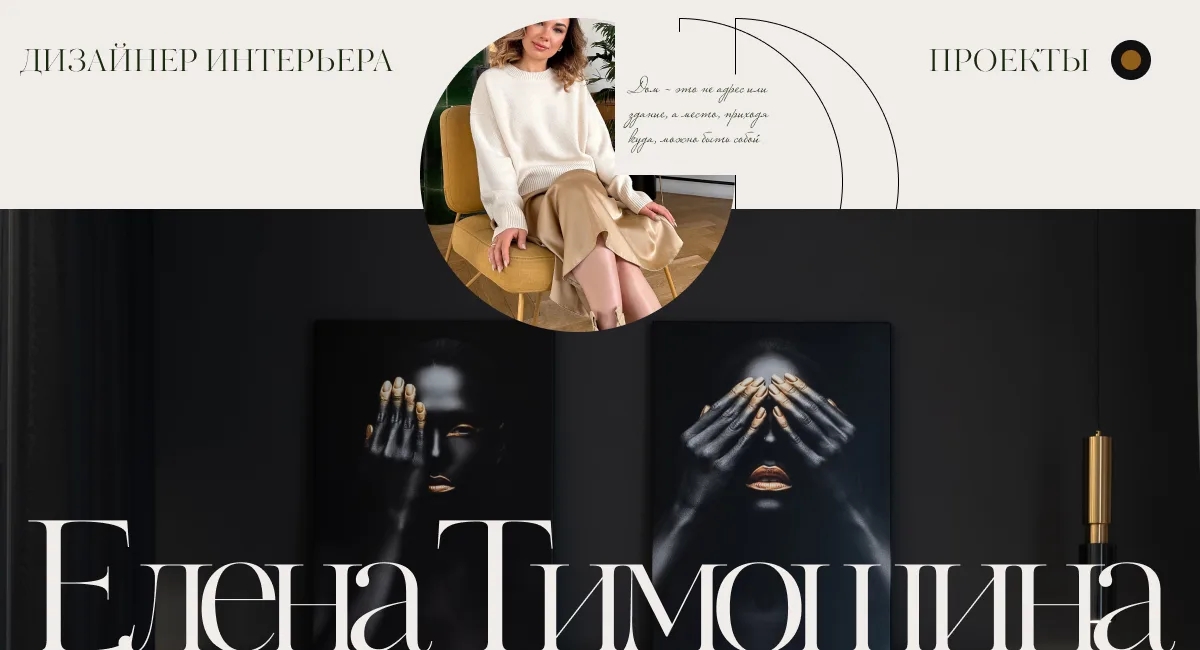 ДИЗАЙНЕР ИНТЕРЬЕРА
Дом - это не адрес или
здание, а место, приходя
куда, можно быть собой
ПРОЕКТЫ
Елена Тимошина